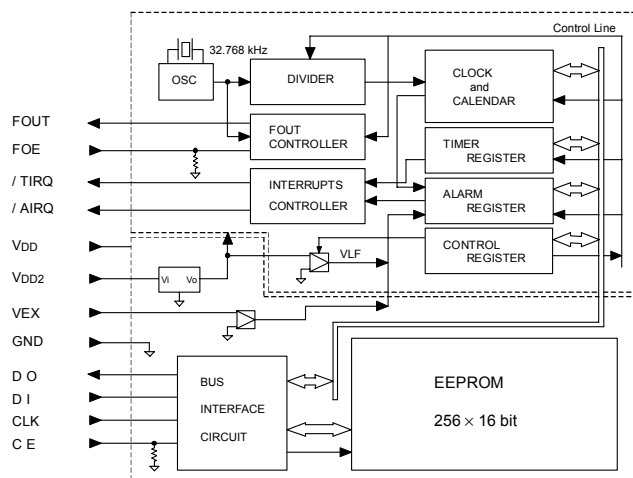 Control Line
32.768 kHz
OSC
DIVIDER
CLOCK
and
CALENDAR
FOUT
FOE
FOUT
CONTROLLER
TIMER
REGISTER
/ TIRQ
/ AIRQ
INTERRUPTS
CONTROLLER
ALARM
REGISTER
VDD
CONTROL
REGISTER
VLF
VDD2
Vi Vo
VEX
GND
D O
D I
CLK
C E
BUS
INTERFACE
CIRCUIT
EEPROM
256 × 16 bit